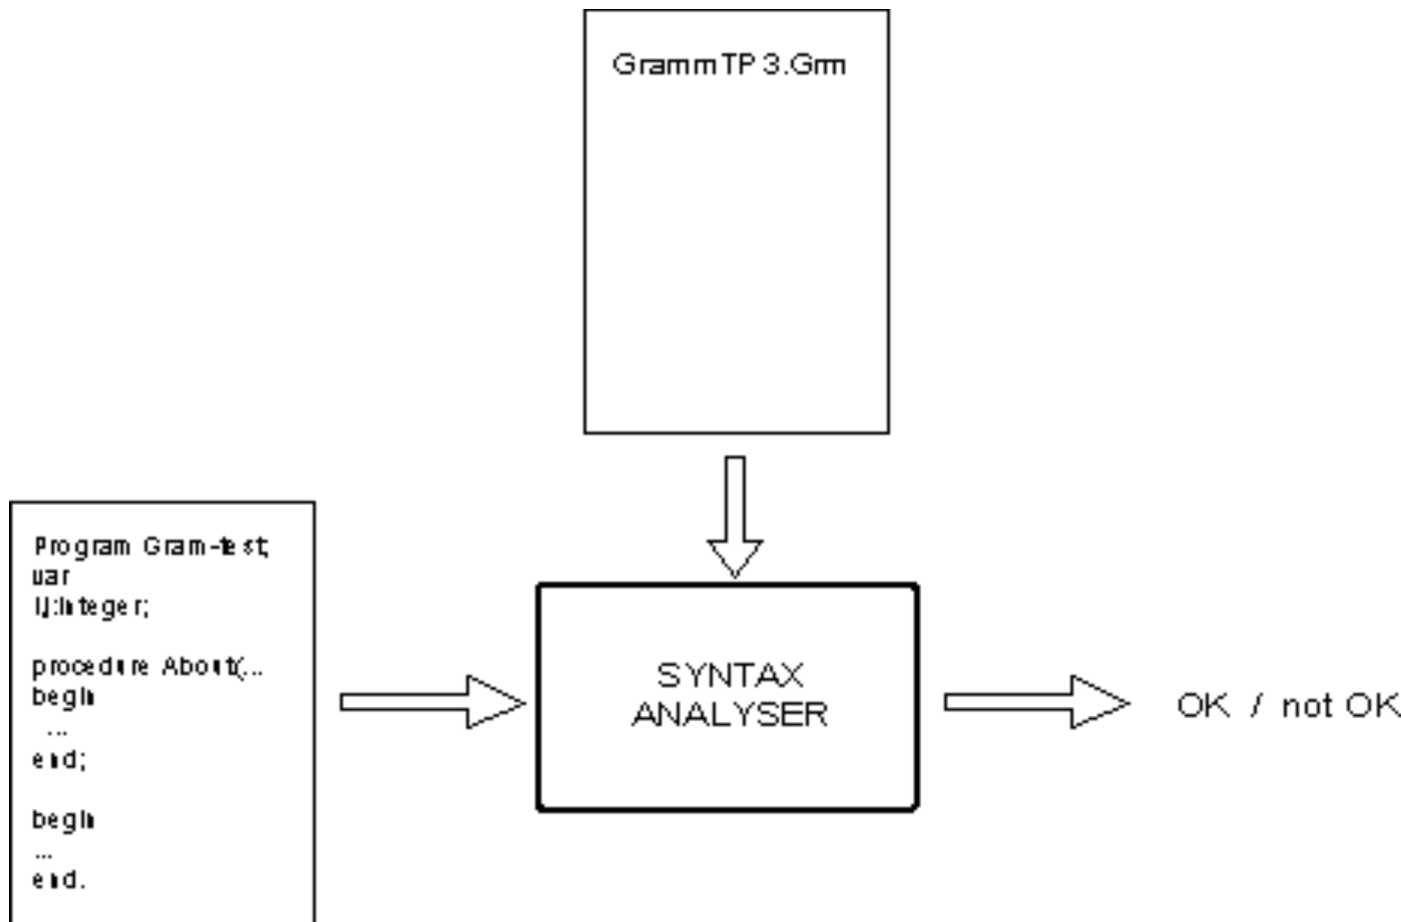 GrammTP3.Grm
Program Gram-test;
var
I,J:Integer;
procedure About(...
begin
...
end;
begin
...
end.
SYNTAX
ANALYSER
OK / not OK